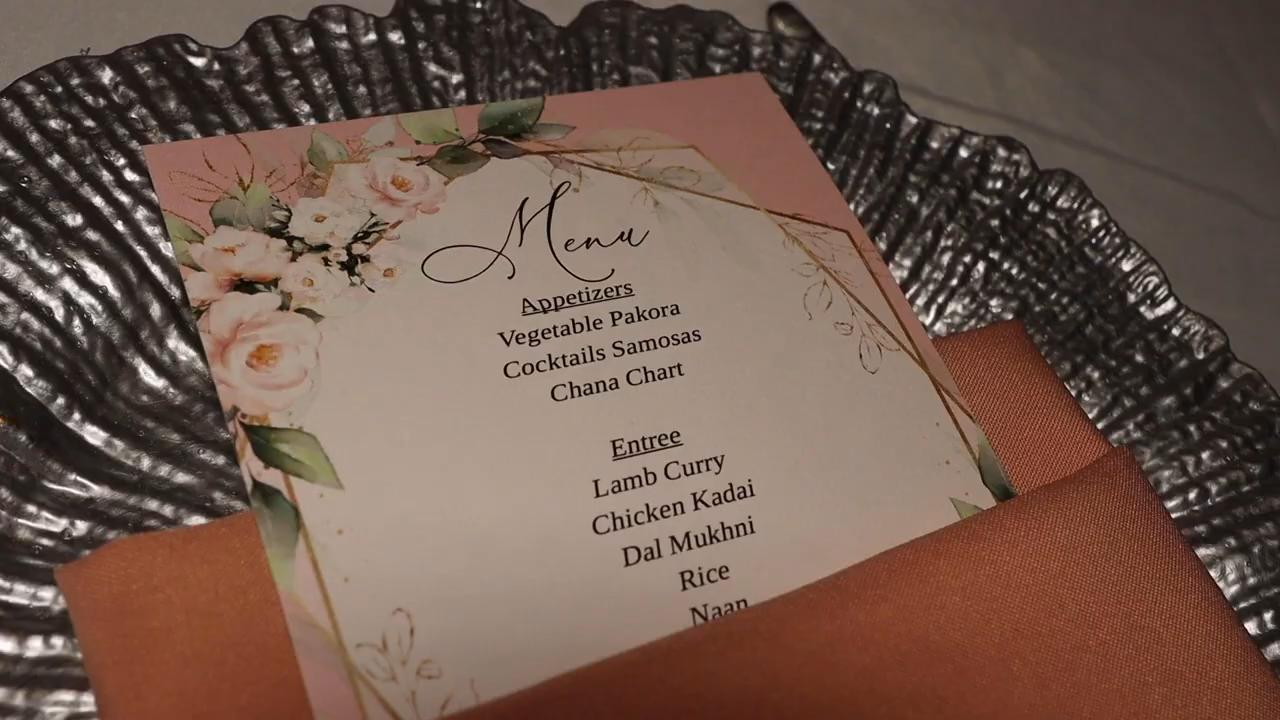 Menu
Appetizers
Vegetable Pakora
Cocktails Samosas
Chana Chart
Entree
Lamb Curry
Chicken Kadai
Dal Mukhni
Rice
Naan